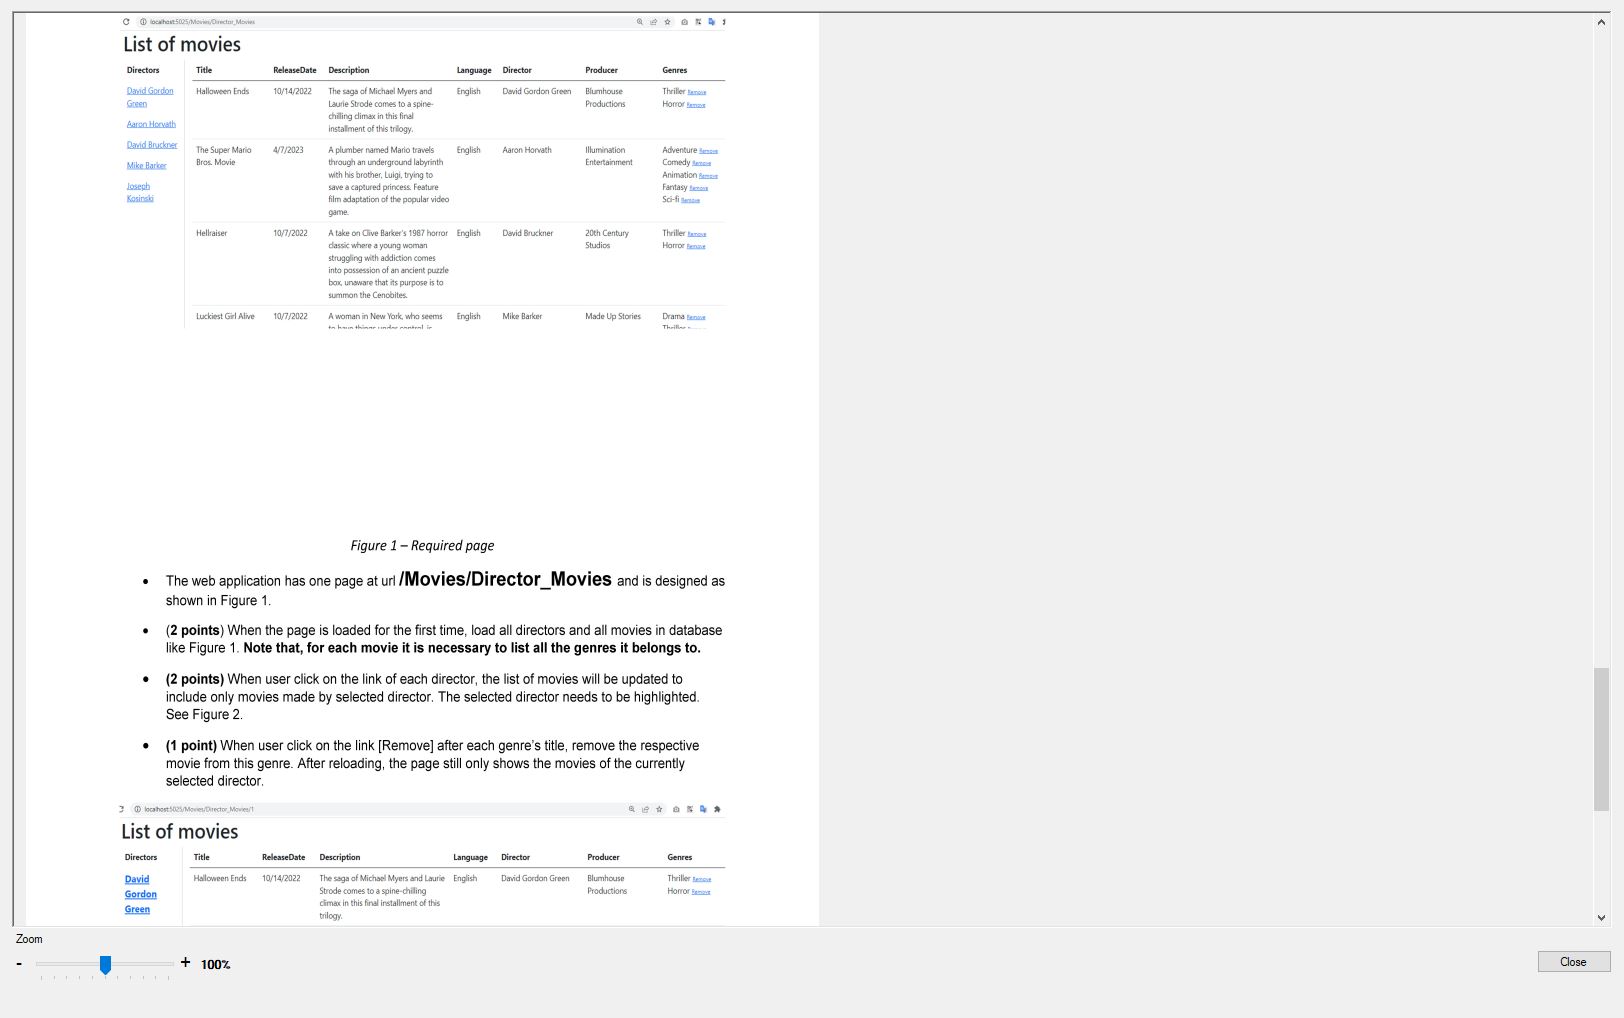 localhost:5025/Movies/Director_Movies
List of movies
Directors Title ReleaseDate Description Language Director Producer Genres
David Gordon Halloween Ends 10/14/2022 The saga of Michael Myers and English David Gordon Green Blumhouse Thriller Remove
Green Laurie Strode comes to a spine- Productions Horror Remove
chilling climax in this final
Aaron Horvath installment of this trilogy.
David Bruckner The Super Mario 4/7/2023 A plumber named Mario travels English Aaron Horvath Illumination Adventure Remove
Mike Barker Bros. Movie through an underground labyrinth Entertainment Comedy Remove
with his brother, Luigi, trying to Animation Remove
Joseph save a captured princess. Feature Fantasy Remove
Kosinski film adaptation of the popular video Sci-fi Remove
game.
Hellraiser 10/7/2022 A take on Clive Barker's 1987 horror English David Bruckner 20th Century Thriller Remove
classic where a young woman Studios Horror Remove
struggling with addiction comes
into possession of an ancient puzzle
box, unaware that its purpose is to
summon the Cenobites.
Luckiest Girl Alive 10/7/2022 A woman in New York, who seems English Mike Barker Made Up Stories Drama Remove
to have things under control, is Thriller
Figure 1 – Required page
• The web application has one page at url /Movies/Director_Movies and is designed as
shown in Figure 1.
• (2 points) When the page is loaded for the first time, load all directors and all movies in database
like Figure 1. Note that, for each movie it is necessary to list all the genres it belongs to.
• (2 points) When user click on the link of each director, the list of movies will be updated to
include only movies made by selected director. The selected director needs to be highlighted.
See Figure 2.
• (1 point) When user click on the link [Remove] after each genre's title, remove the respective
movie from this genre. After reloading, the page still only shows the movies of the currently
selected director.
localhost:5025/Movies/Director_Movies/1
List of movies
Directors Title ReleaseDate Description Language Director Producer Genres
David Halloween Ends 10/14/2022 The saga of Michael Myers and Laurie English David Gordon Green Blumhouse Thriller Remove
Gordon Strode comes to a spine-chilling Productions Horror Remove
Green climax in this final installment of this
trilogy.
Zoom
- + 100%
Close